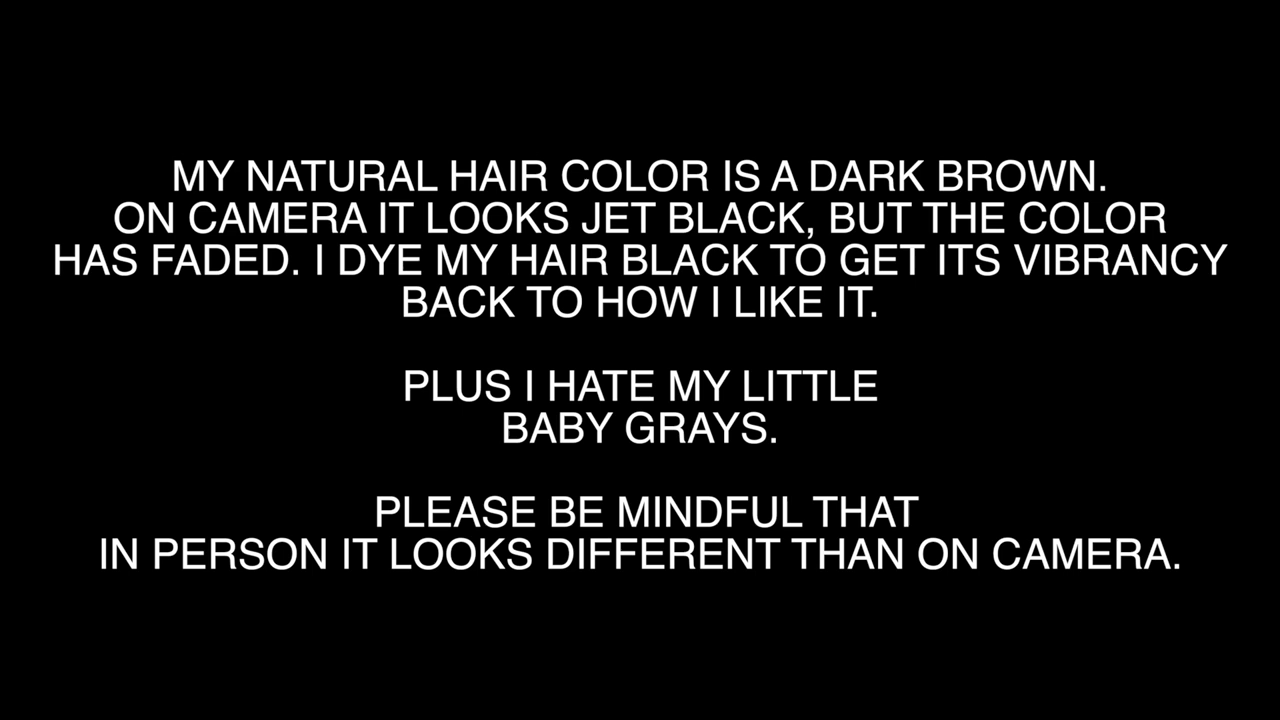 MY NATURAL HAIR COLOR IS A DARK BROWN.
ON CAMERA IT LOOKS JET BLACK, BUT THE COLOR
HAS FADED. I DYE MY HAIR BLACK TO GET ITS VIBRANCY
BACK TO HOW I LIKE IT.
PLUS I HATE MY LITTLE
BABY GRAYS.
PLEASE BE MINDFUL THAT
IN PERSON IT LOOKS DIFFERENT THAN ON CAMERA.